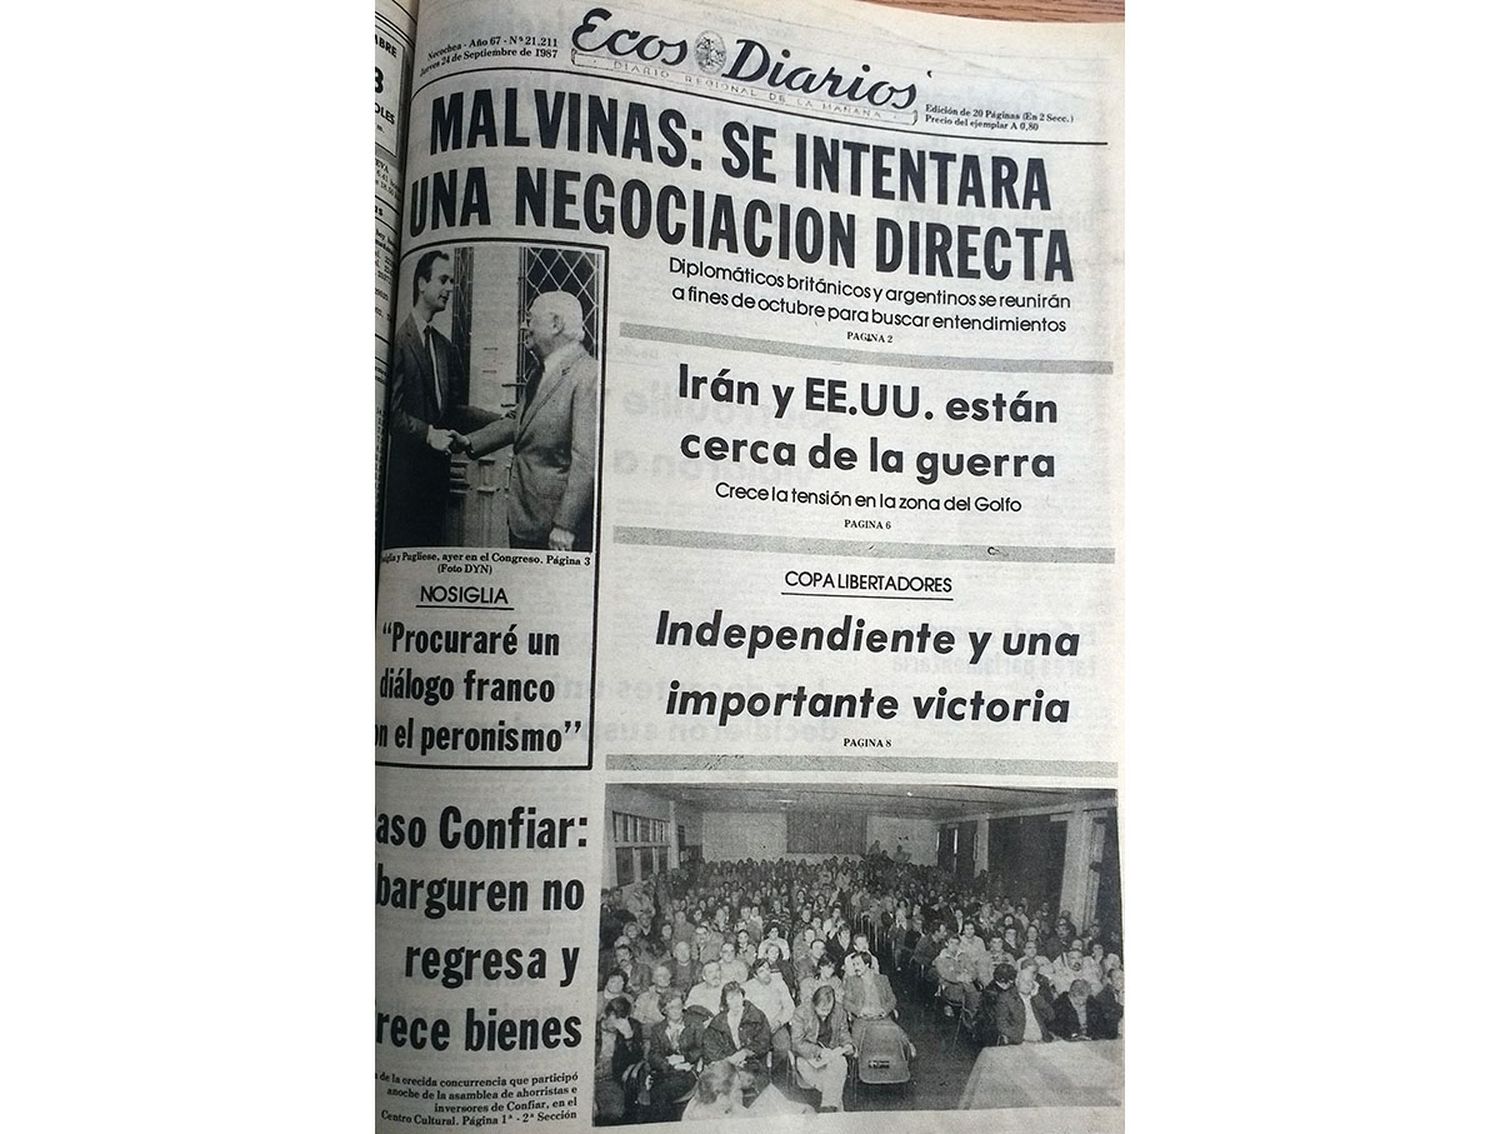 Necochea - Año 67 - Nº 21.211
Jueves 24 de Septiembre de 1987
Ecos Diarios
DIARIO REGIONAL DE LA MAÑANA
Edición de 20 Páginas (En 2 Secc.)
Precio del ejemplar A 0,80
MALVINAS: SE INTENTARA
UNA NEGOCIACION DIRECTA
Diplomáticos británicos y argentinos se reunirán
a fines de octubre para buscar entendimientos
PAGINA 2
Irán y EE.UU. están
cerca de la guerra
Crece la tensión en la zona del Golfo
PAGINA 6
COPA LIBERTADORES
Independiente y una
importante victoria
PAGINA 8
y Pugliese, ayer en el Congreso. Página 3
(Foto DYN)
NOSIGLIA
“Procuraré un
diálogo franco
n el peronismo”
aso Confiar:
barguren no
regresa y
rece bienes
de la crecida concurrencia que participó
anoche de la asamblea de ahorristas e
inversores de Confiar, en el
Centro Cultural. Página 1ª - 2ª Sección